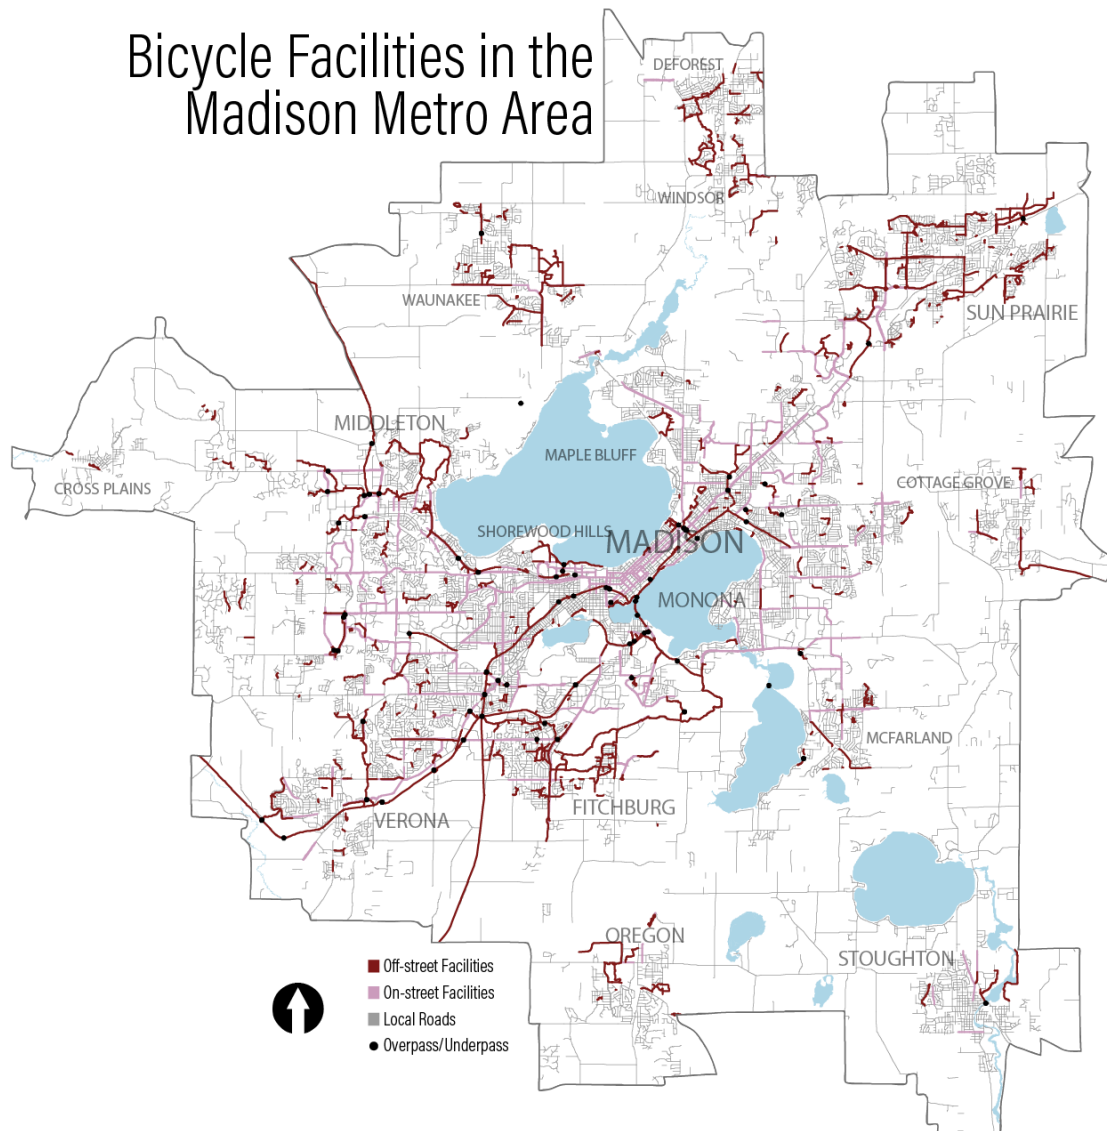 Bicycle Facilities in the
Madison Metro Area
DEFOREST
WINDSOR
WAUNAKEE
SUN PRAIRIE
MIDDLETON
MAPLE BLUFF
CROSS PLAINS
COTTAGE GROVE
SHOREWOOD HILLS
MADISON
MONONA
MCFARLAND
FITCHBURG
VERONA
OREGON
STOUGHTON
Off-street Facilities
On-street Facilities
Local Roads
Overpass/Underpass